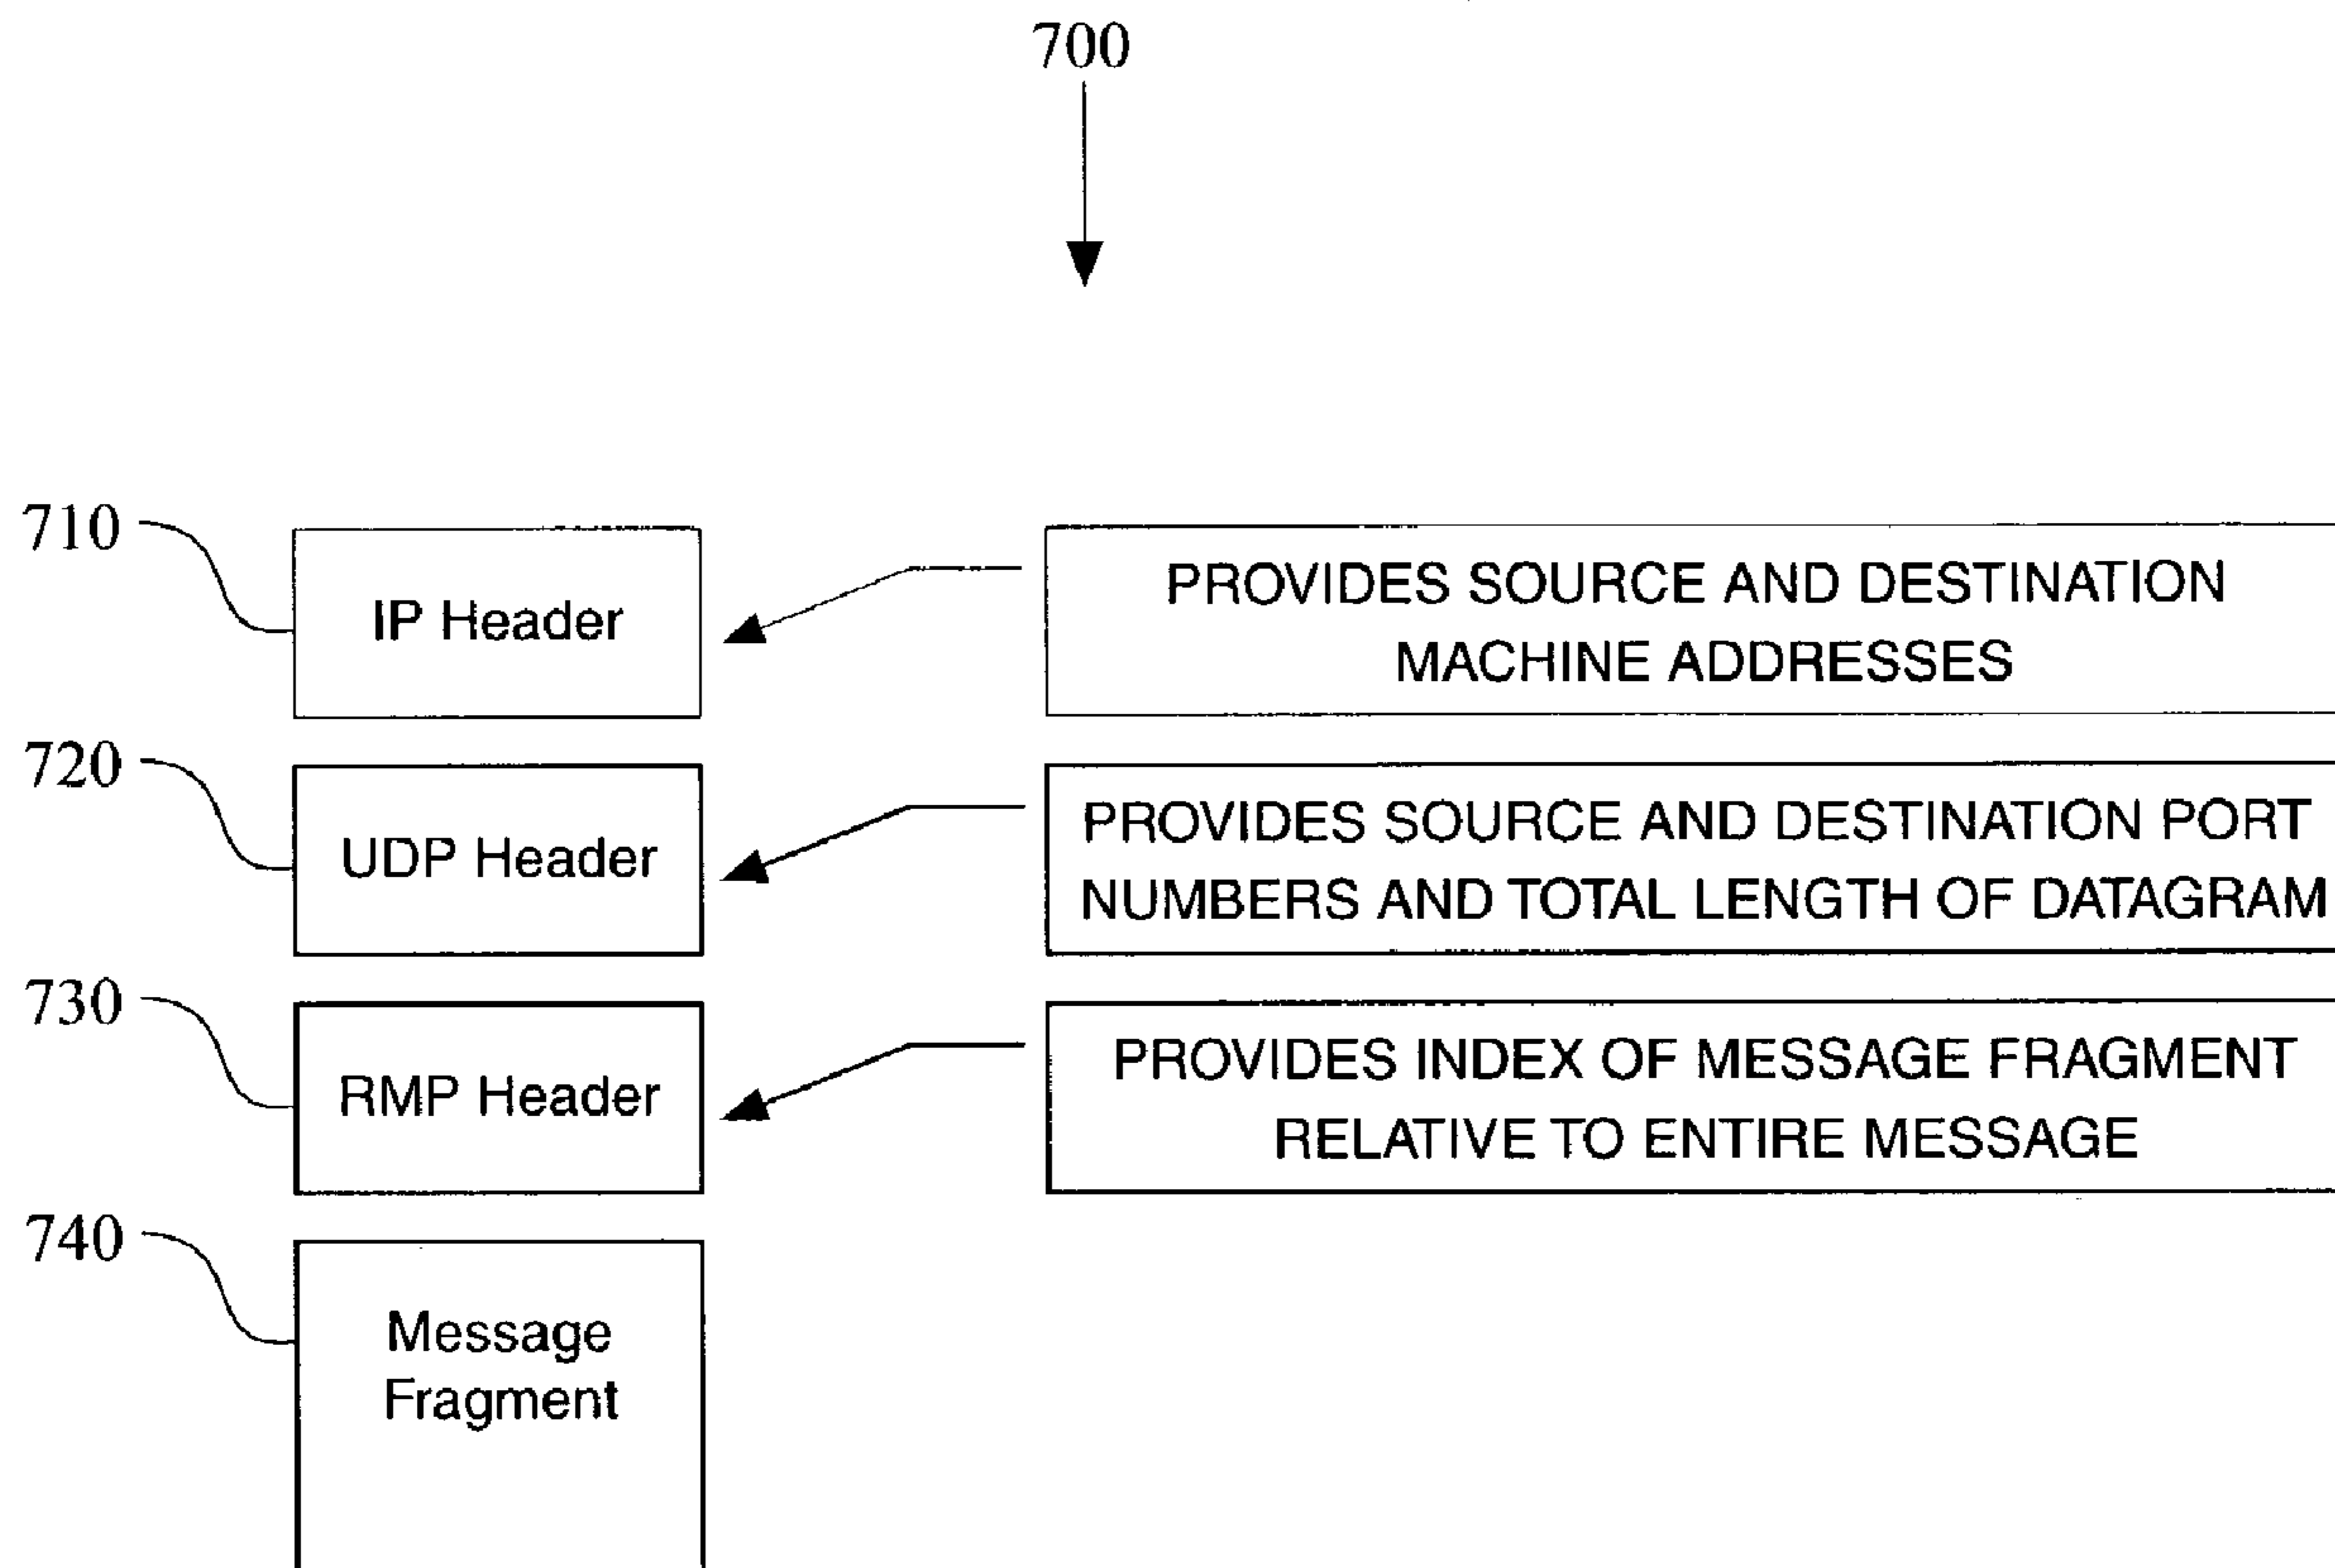 700
710
IP Header
PROVIDES SOURCE AND DESTINATION
MACHINE ADDRESSES
720
UDP Header
PROVIDES SOURCE AND DESTINATION PORT
NUMBERS AND TOTAL LENGTH OF DATAGRAM
730
RMP Header
PROVIDES INDEX OF MESSAGE FRAGMENT
RELATIVE TO ENTIRE MESSAGE
740
Message
Fragment